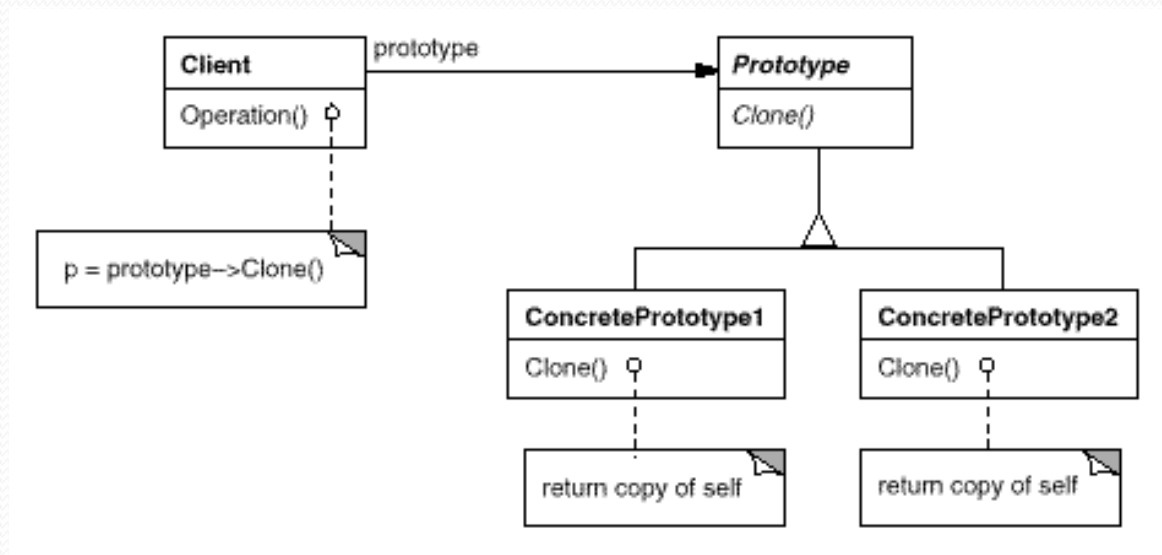 Client
prototype
Prototype
Operation()
Clone()
p = prototype–>Clone()
ConcretePrototype1
ConcretePrototype2
Clone()
Clone()
return copy of self
return copy of self